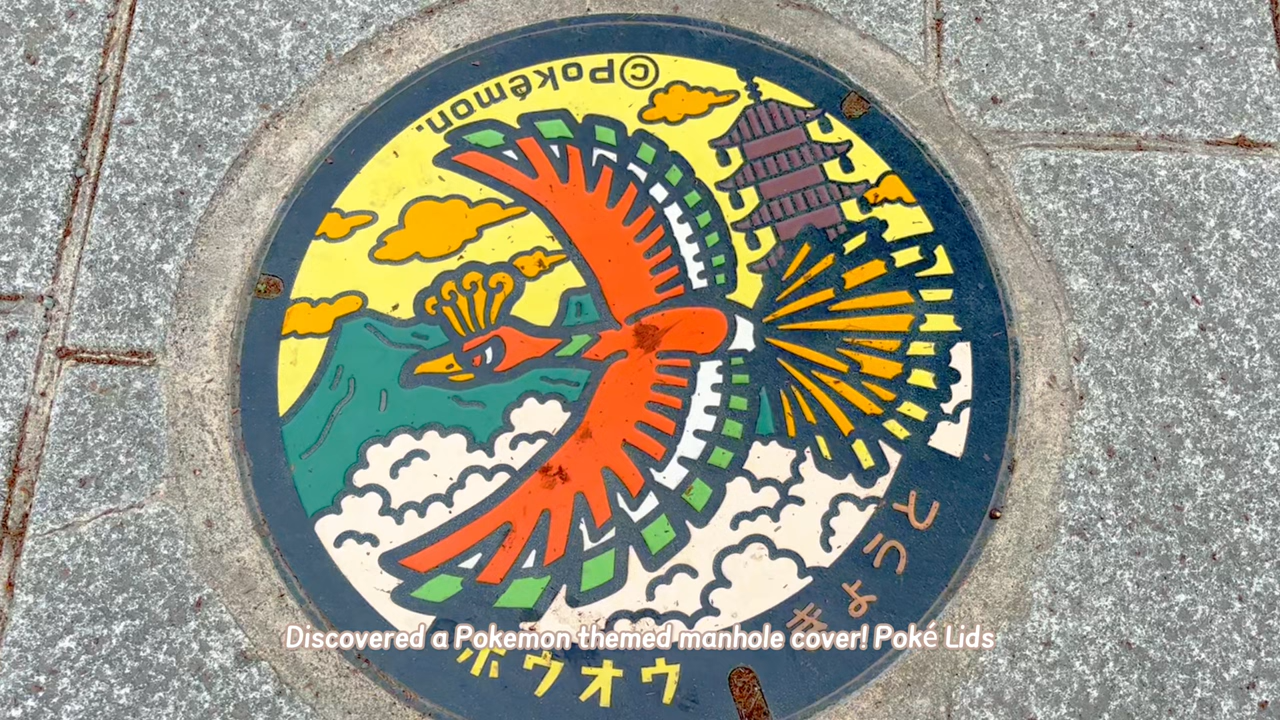 ©Pokémon.
きょうと
Discovered a Pokemon themed manhole cover! Poké Lids
ホウオウ